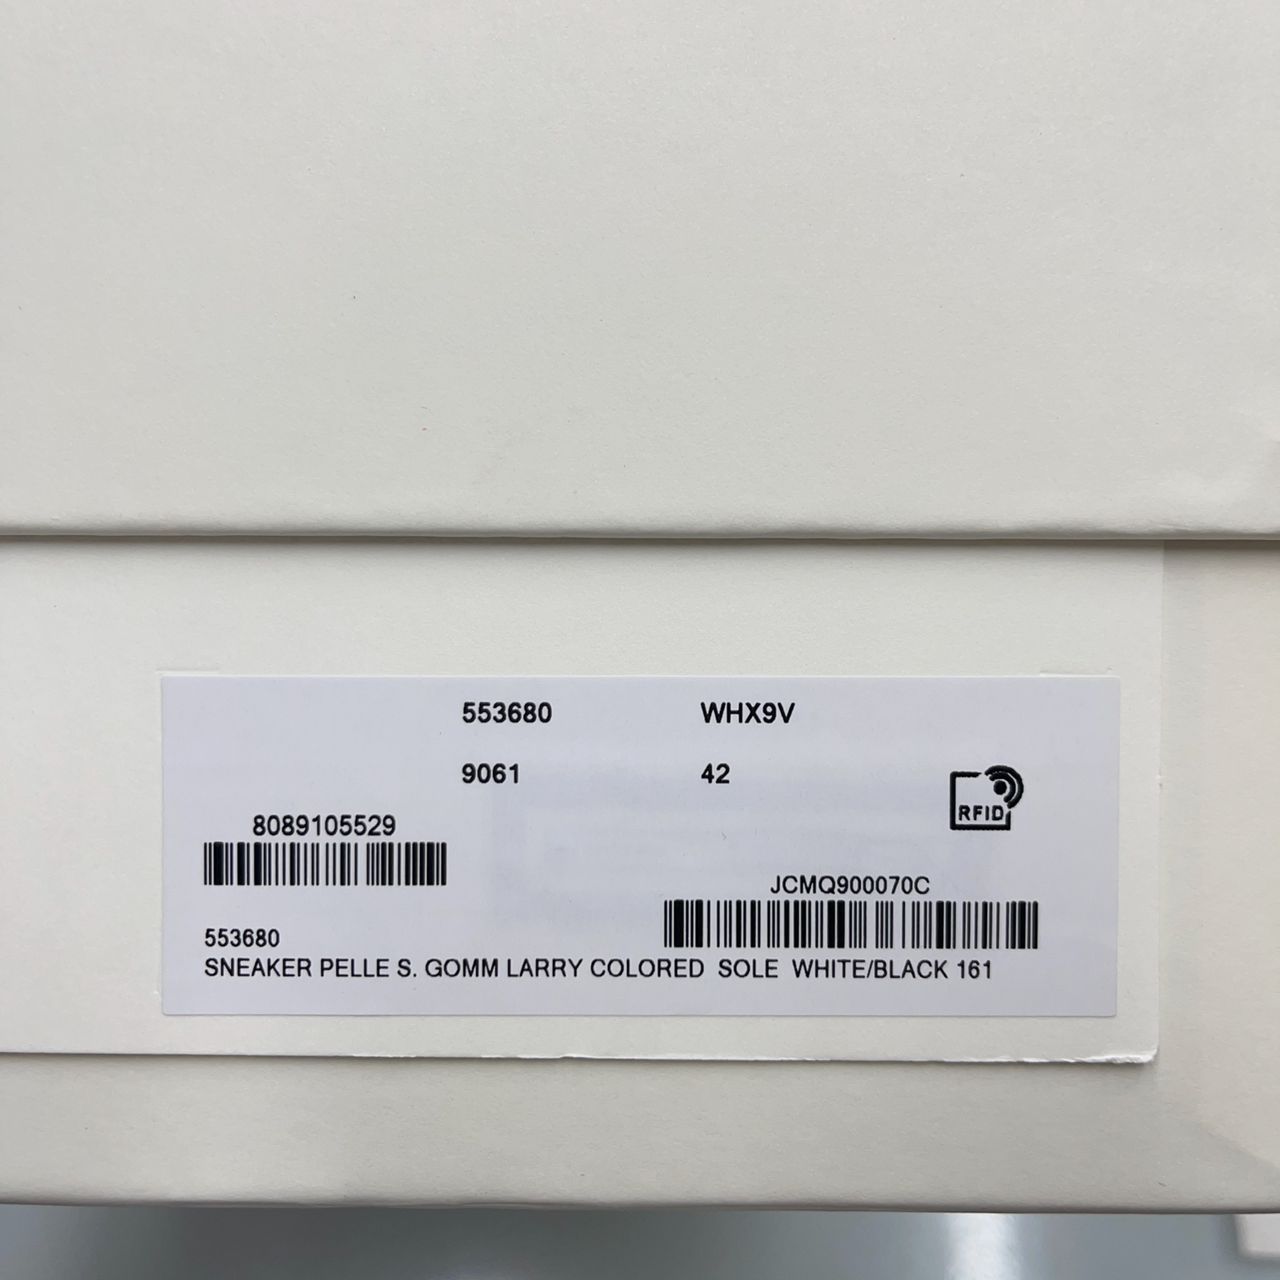 553680 WHX9V
9061 42
RFID
8089105529
JCMQ900070C
553680
SNEAKER PELLE S. GOMM LARRY COLORED SOLE WHITE/BLACK 161